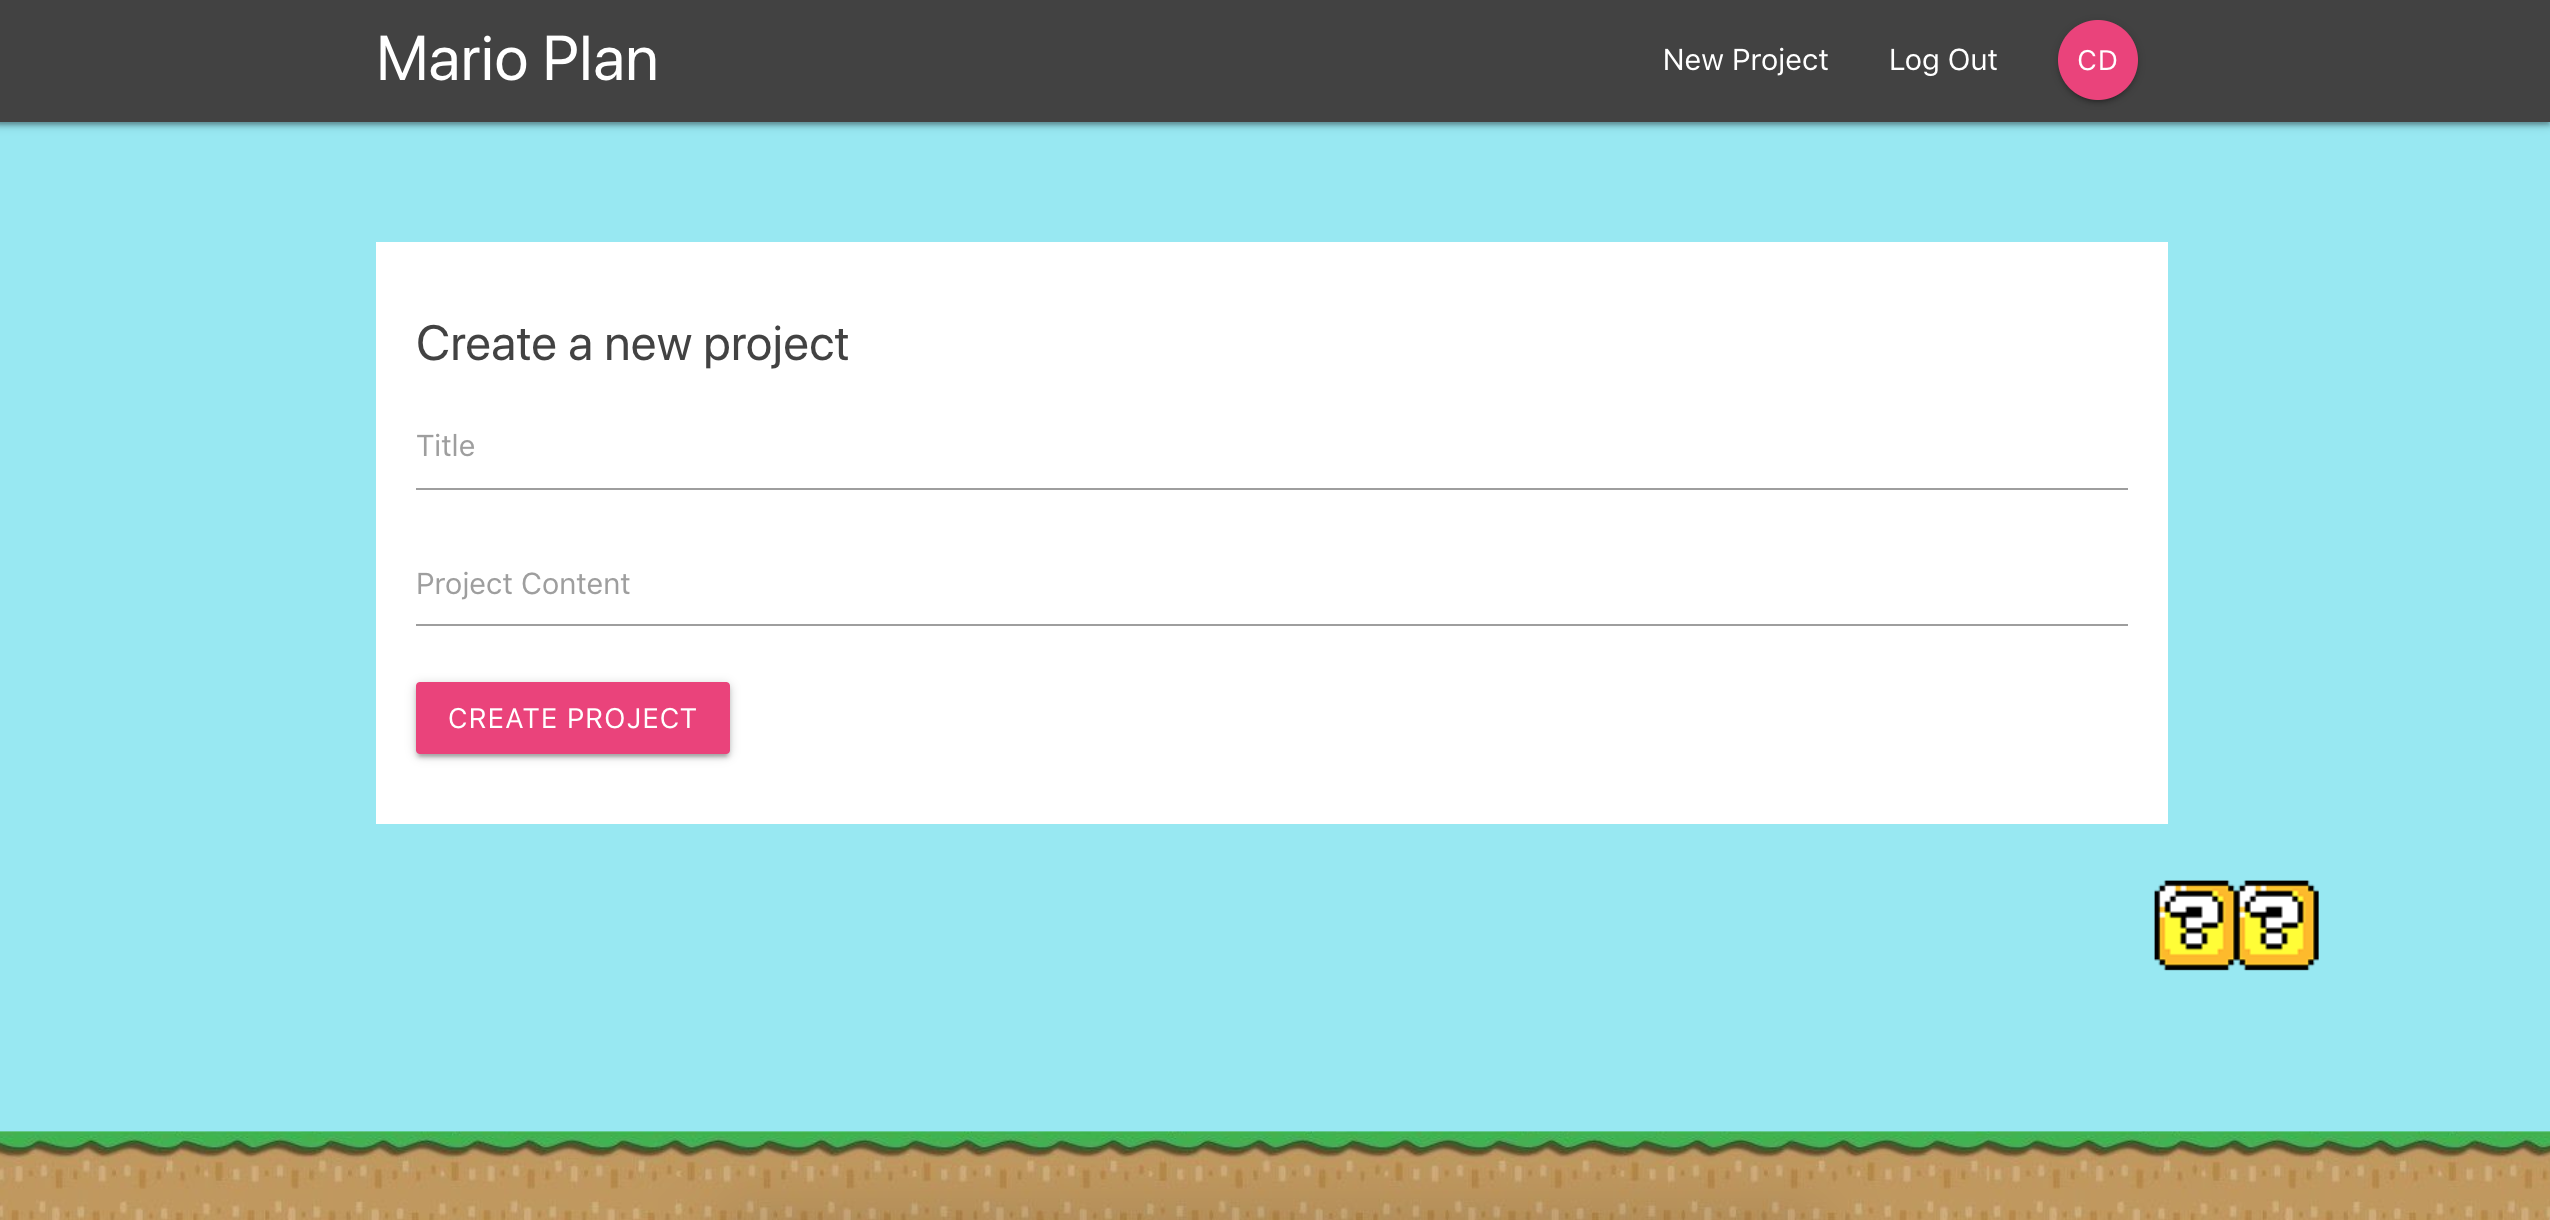 Mario Plan
New Project
Log Out
CD
Create a new project
Title
Project Content
CREATE PROJECT
? ?